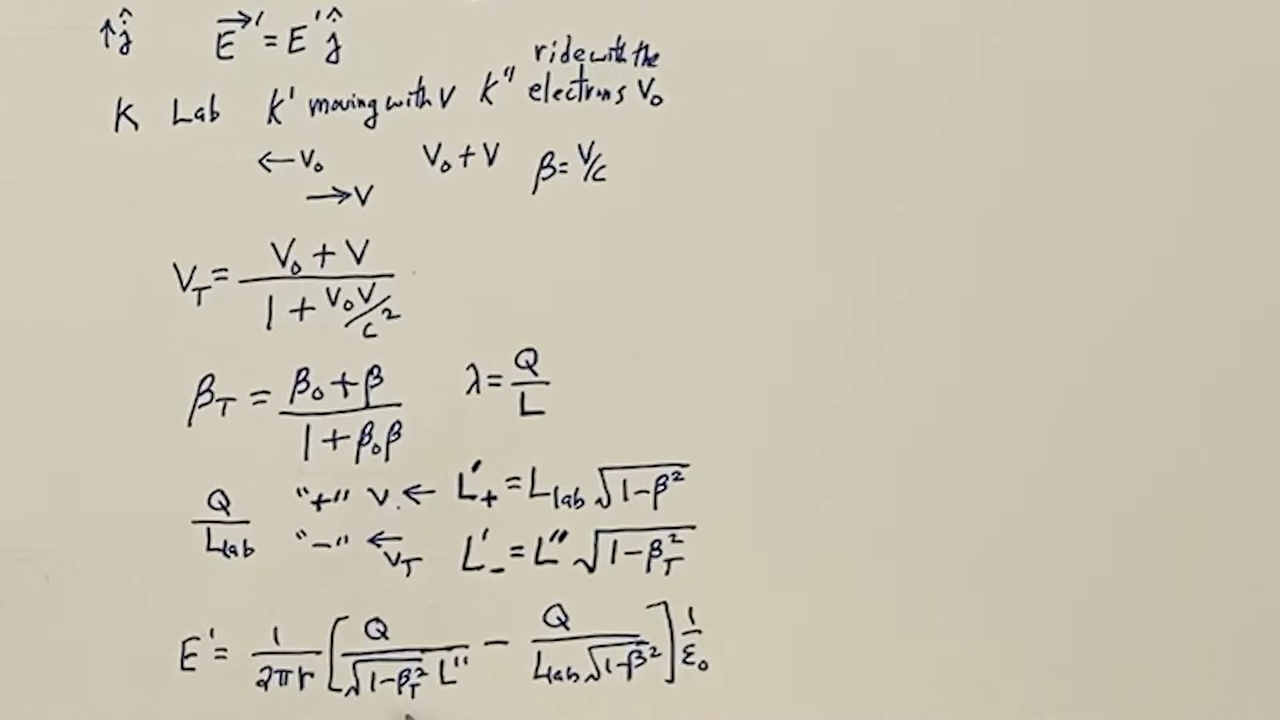 ↑ĵ E⃗' = E' ĵ
ride with the
K Lab K' moving with V K" electrons V₀
← V₀ V₀ + V β = V/c
→ V
V_T = (V₀ + V) / (1 + V₀V/c²)
β_T = (β₀ + β) / (1 + β₀β) λ = Q/L
Q/L_lab "+" V. ← L'₊ = L_lab √(1-β²)
"-" ← V_T L'₋ = L" √(1-β_T²)
E' = 1/(2πr) [ Q/(√(1-β_T²) L") - Q/(L_lab √(1-β²)) ] 1/ε₀